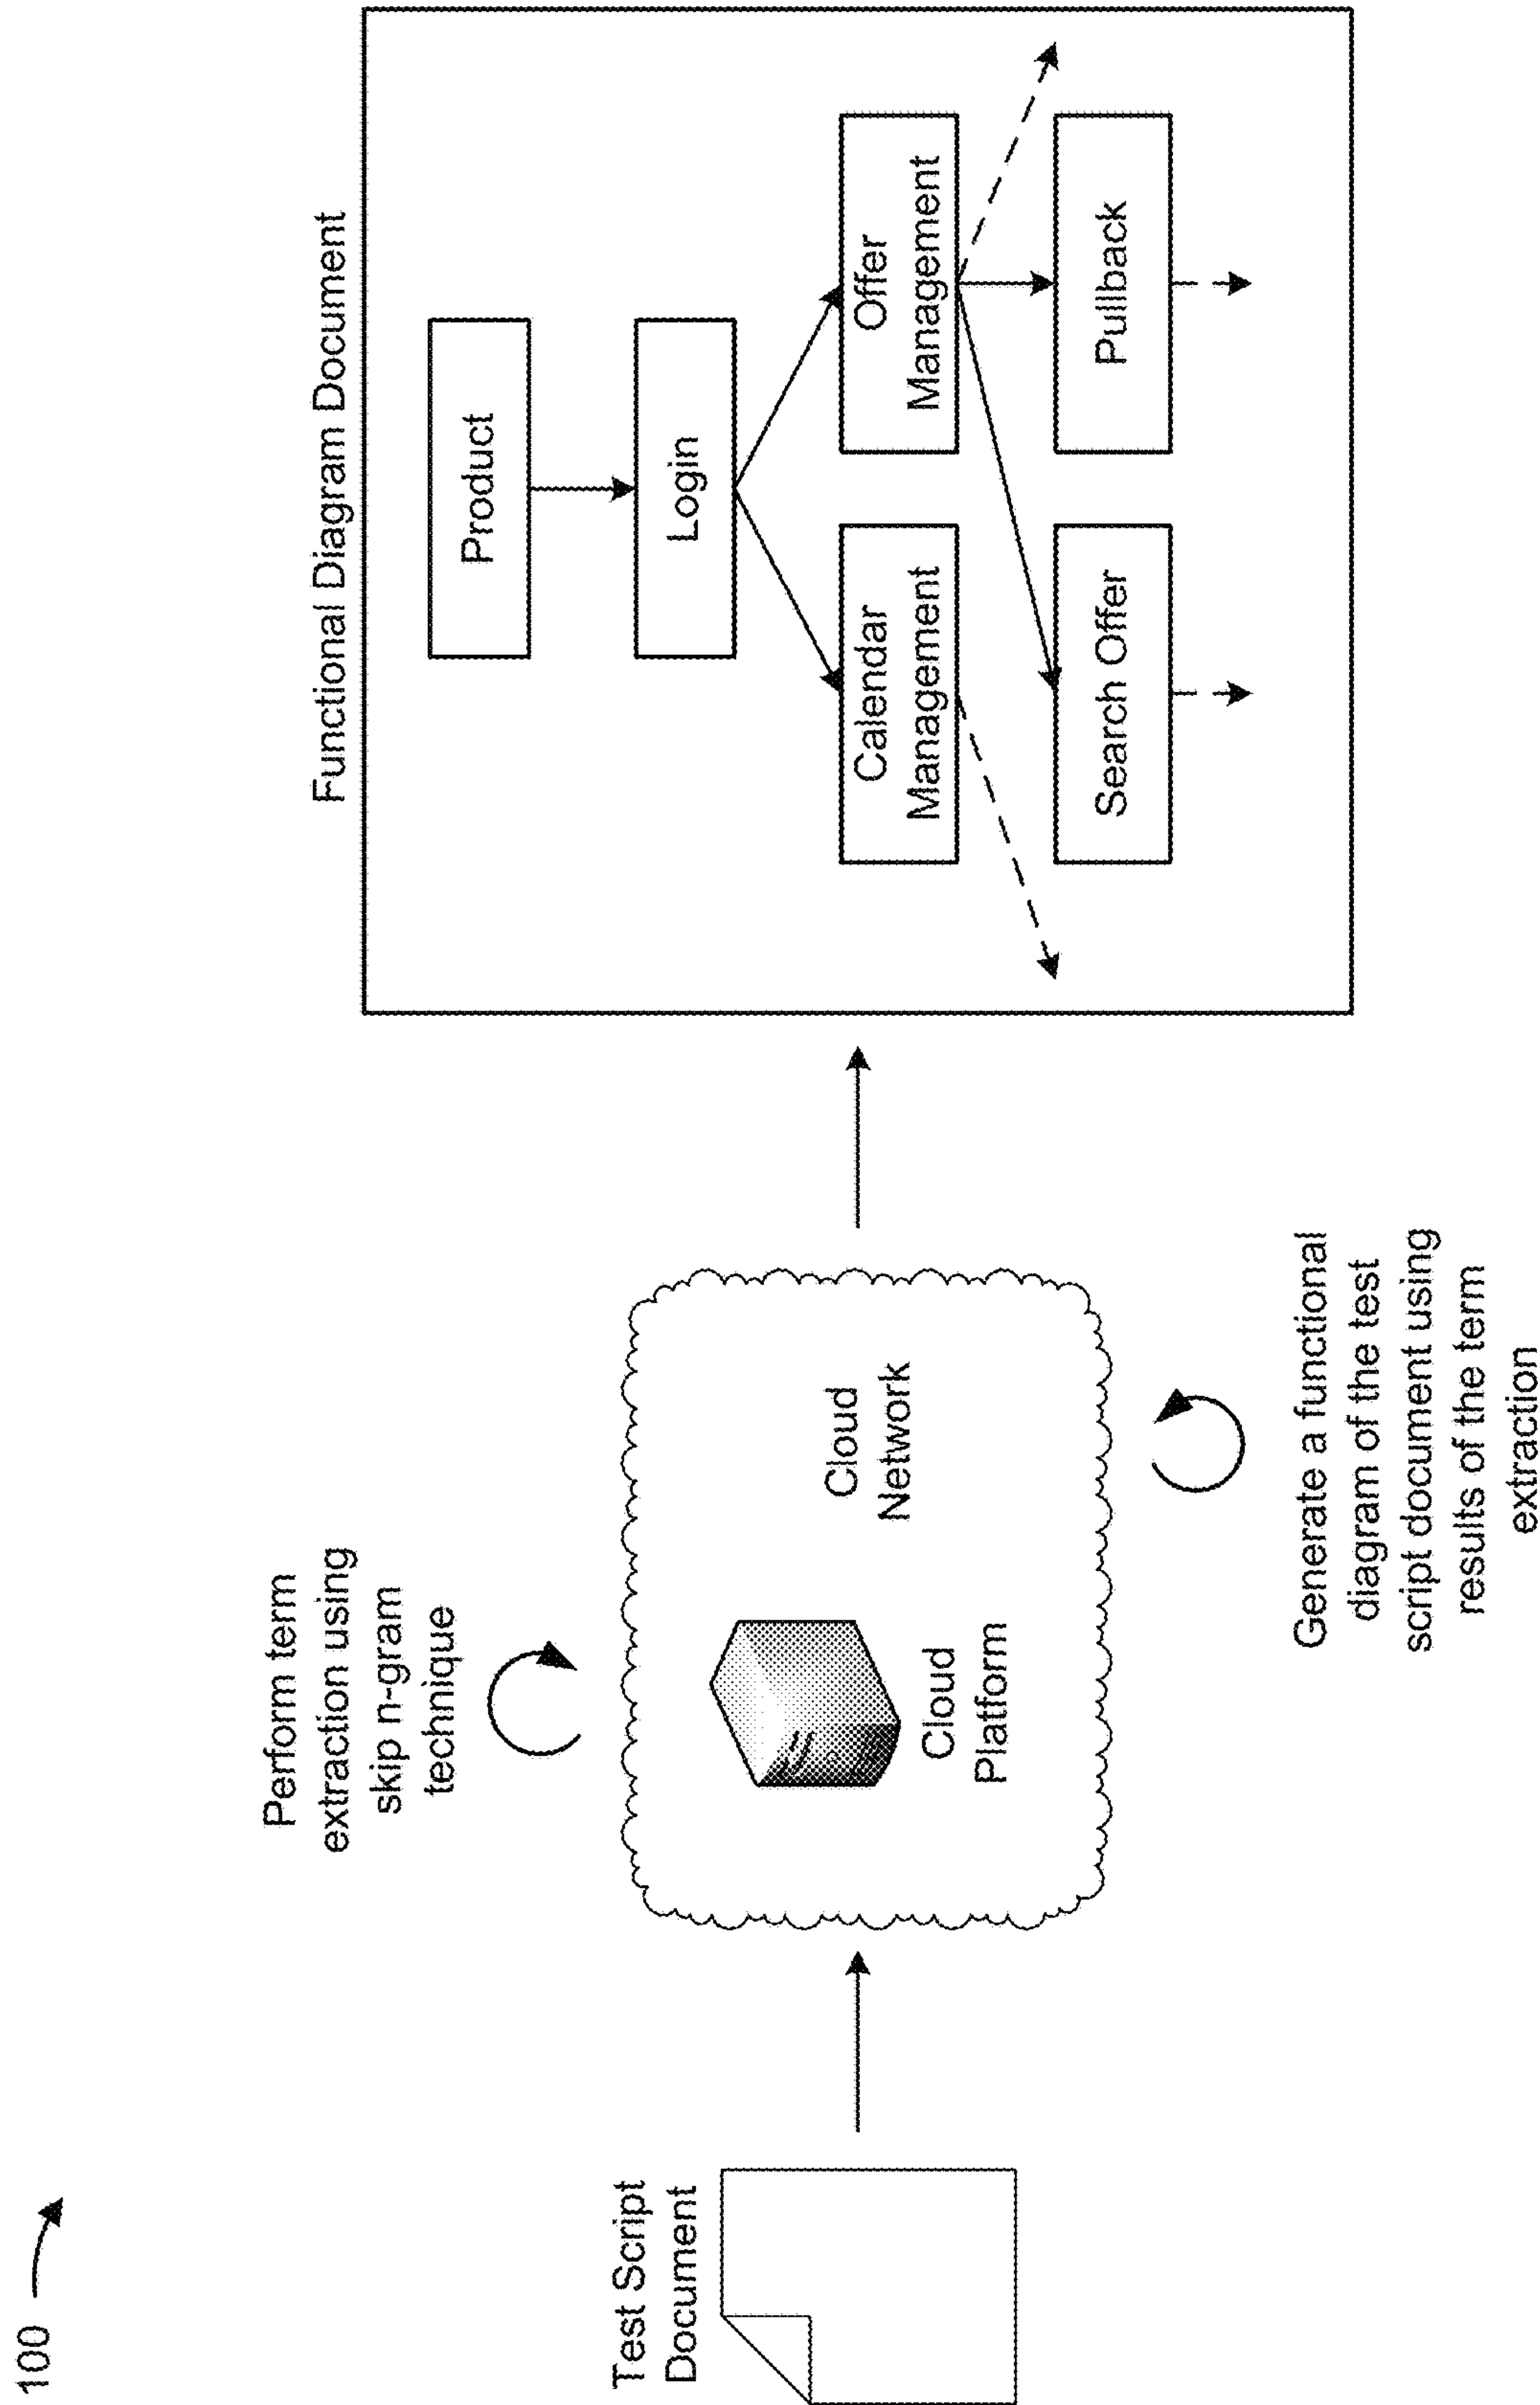 100
Test Script
Document
Perform term
extraction using
skip n-gram
technique
Cloud
Platform
Cloud
Network
Generate a functional
diagram of the test
script document using
results of the term
extraction
Functional Diagram Document
Product
Login
Calendar
Management
Offer
Management
Search Offer
Pullback